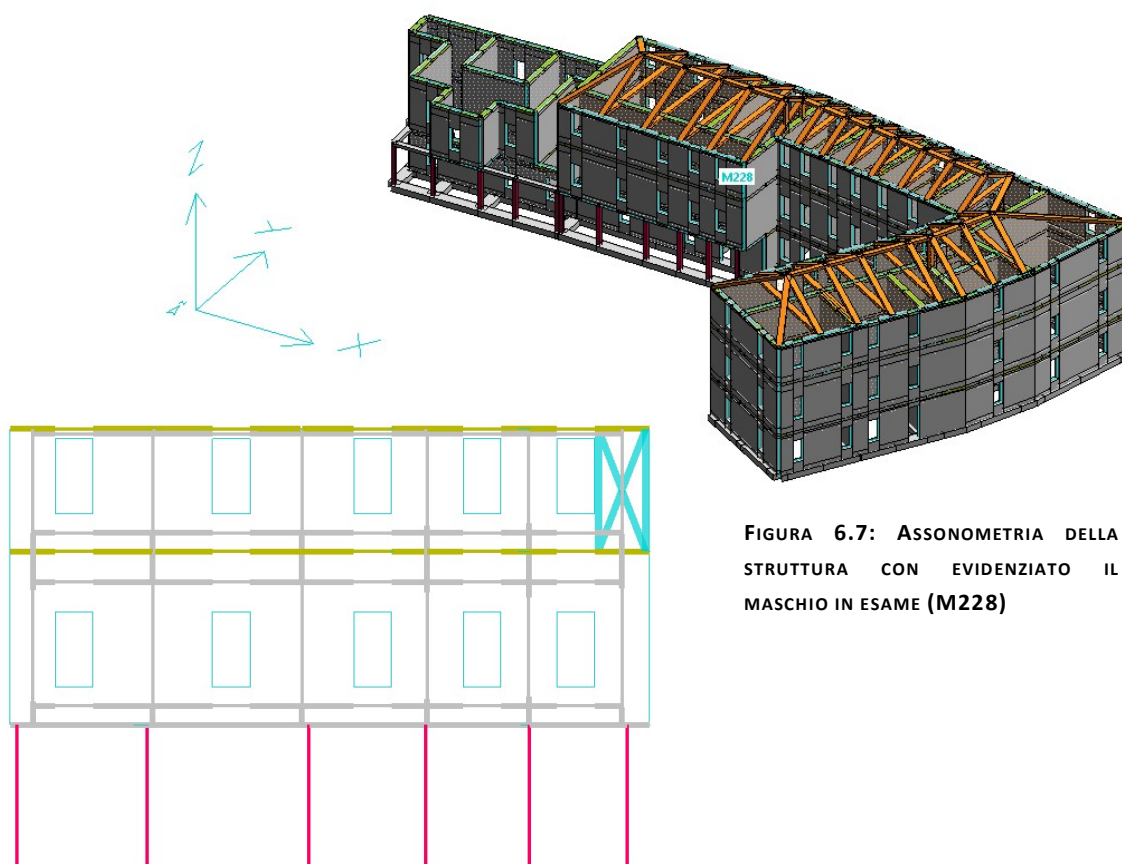 M228
Z
Y
X
FIGURA 6.7: ASSONOMETRIA DELLA
STRUTTURA CON EVIDENZIATO IL
MASCHIO IN ESAME (M228)